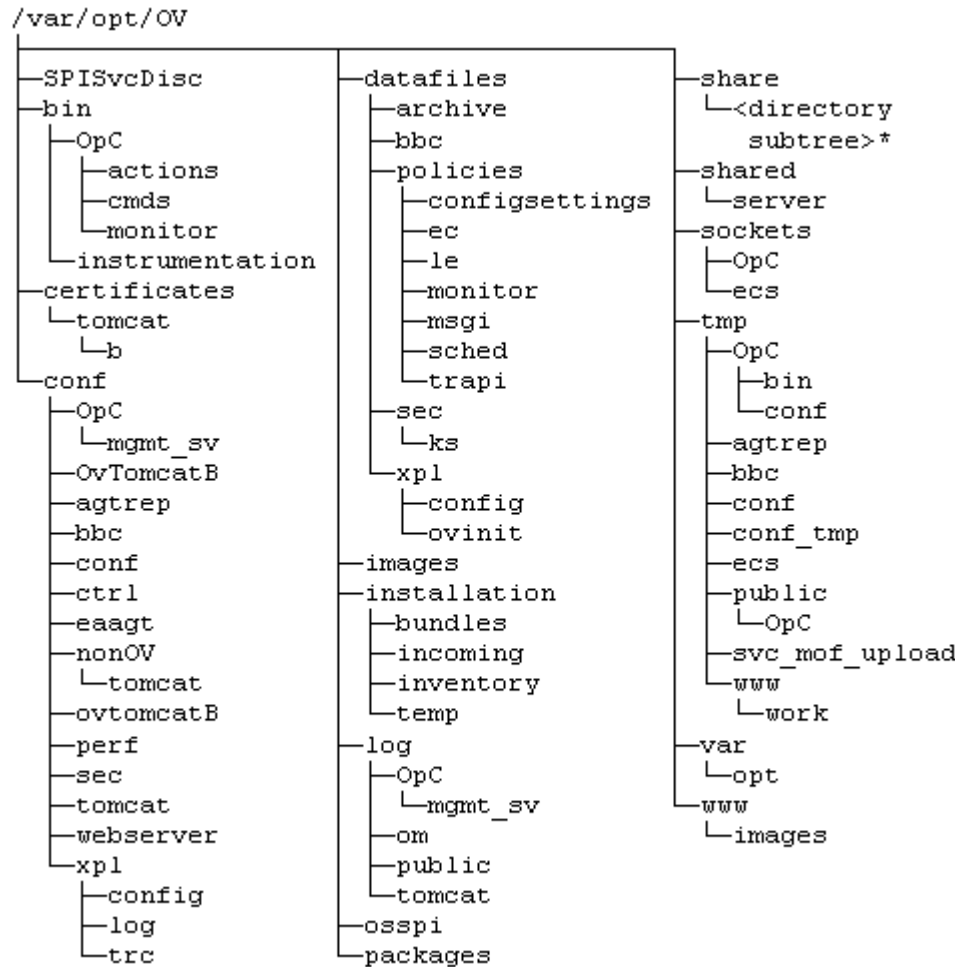 /var/opt/OV
SPISvcDisc
bin
OpC
actions
cmds
monitor
instrumentation
certificates
tomcat
b
conf
OpC
mgmt_sv
OvTomcatB
agtrep
bbc
conf
ctrl
eaagt
nonOV
tomcat
ovtomcatB
perf
sec
tomcat
webserver
xpl
config
log
trc
datafiles
archive
bbc
policies
configsettings
ec
le
monitor
msgi
sched
trapi
sec
ks
xpl
config
ovinit
images
installation
bundles
incoming
inventory
temp
log
OpC
mgmt_sv
om
public
tomcat
osspi
packages
share
<directory
subtree>*
shared
server
sockets
OpC
ecs
tmp
OpC
bin
conf
agtrep
bbc
conf
conf_tmp
ecs
public
OpC
svc_mof_upload
www
work
var
opt
www
images